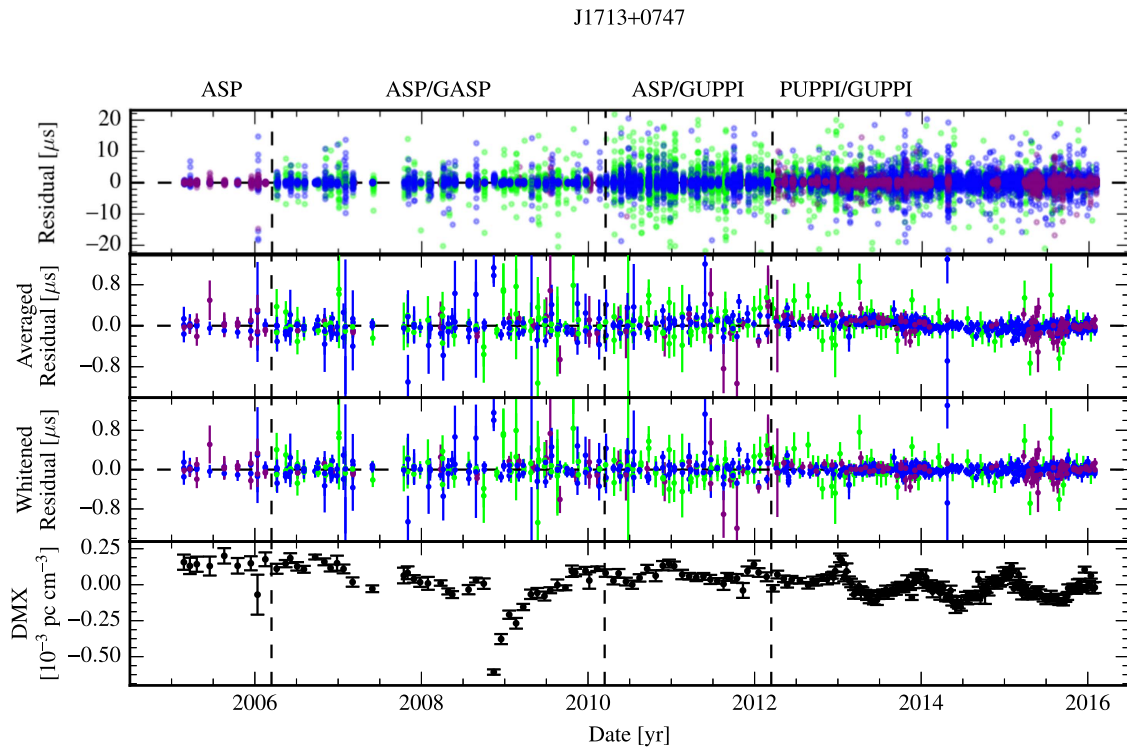 J1713+0747
ASP ASP/GASP ASP/GUPPI PUPPI/GUPPI
Residual [μs]
20
10
0
−10
−20
Averaged
Residual [μs]
0.8
0.0
−0.8
Whitened
Residual [μs]
0.8
0.0
−0.8
DMX
[10⁻³ pc cm⁻³]
0.25
0.00
−0.25
−0.50
2006 2008 2010 2012 2014 2016
Date [yr]